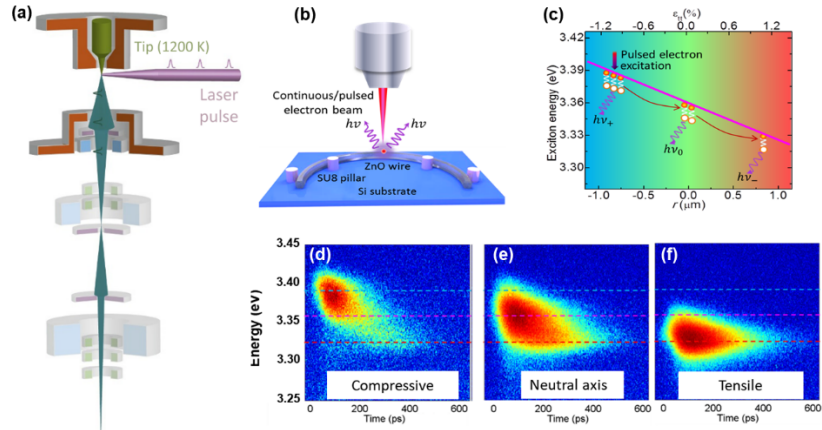 (a)
Tip (1200 K)
Laser
pulse
(b)
Continuous/pulsed
electron beam
hν
hν
ZnO wire
SU8 pillar
Si substrate
(c)
ε_tt(%)
-1.2
-0.6
0.0
0.6
1.2
3.42
3.39
3.36
3.33
3.30
Exciton energy (eV)
Pulsed electron
excitation
hν+
hν0
hν−
-1.0
-0.5
0.0
0.5
1.0
r (μm)
(d)
(e)
(f)
3.45
3.40
3.35
3.30
3.25
Energy (eV)
Compressive
Neutral axis
Tensile
0
200
400
600
Time (ps)
0
200
400
600
Time (ps)
0
200
400
600
Time (ps)